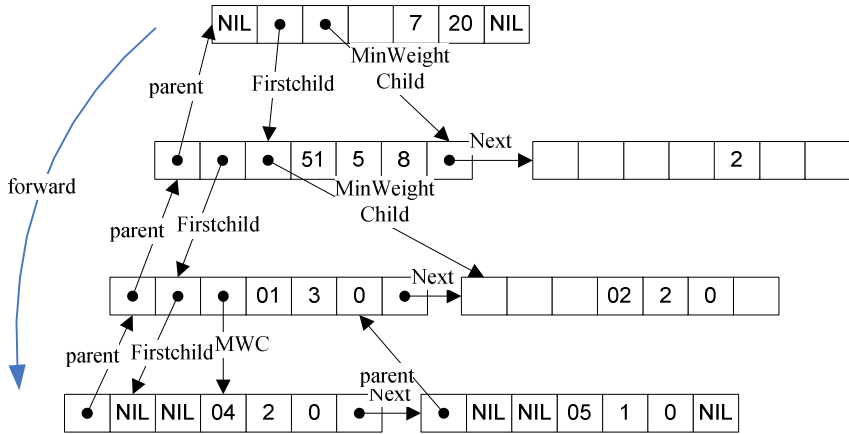 NIL 7 20 NIL
MinWeight
Child
parent
Firstchild
Next
51 5 8
2
forward
MinWeight
Child
parent
Firstchild
Next
01 3 0
02 2 0
parent
Firstchild
MWC
parent
Next
NIL NIL 04 2 0
NIL NIL 05 1 0 NIL